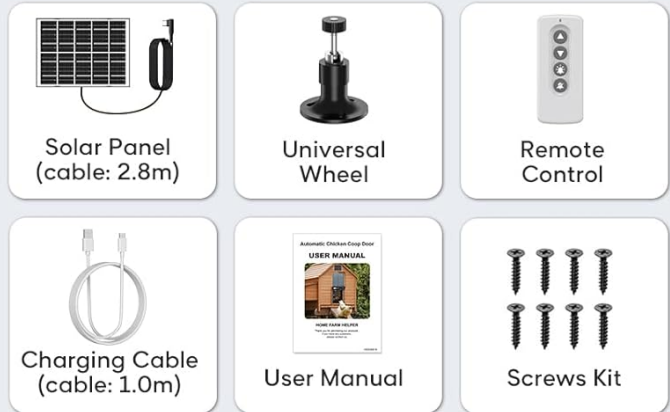 Solar Panel
(cable: 2.8m)
Universal
Wheel
Remote
Control
Charging Cable
(cable: 1.0m)
Automatic Chicken Coop Door
USER MANUAL
HOME FARM HELPER
User Manual
Screws Kit